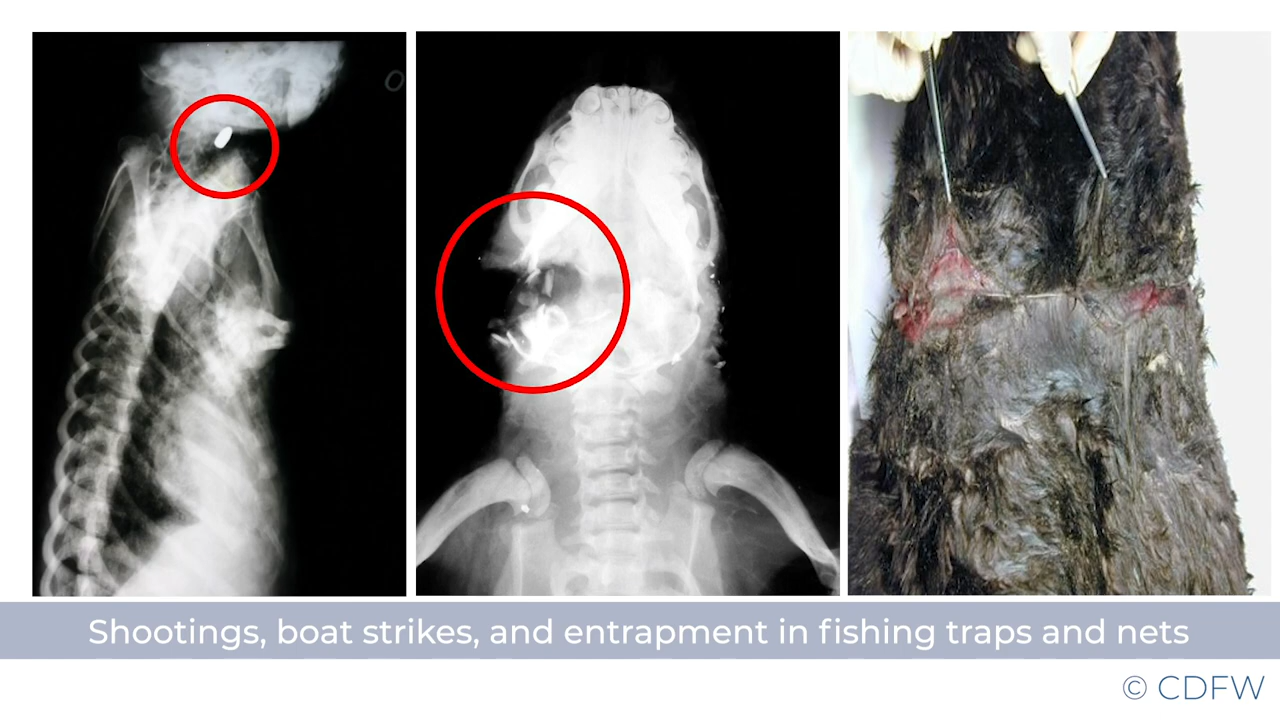 Shootings, boat strikes, and entrapment in fishing traps and nets
© CDFW